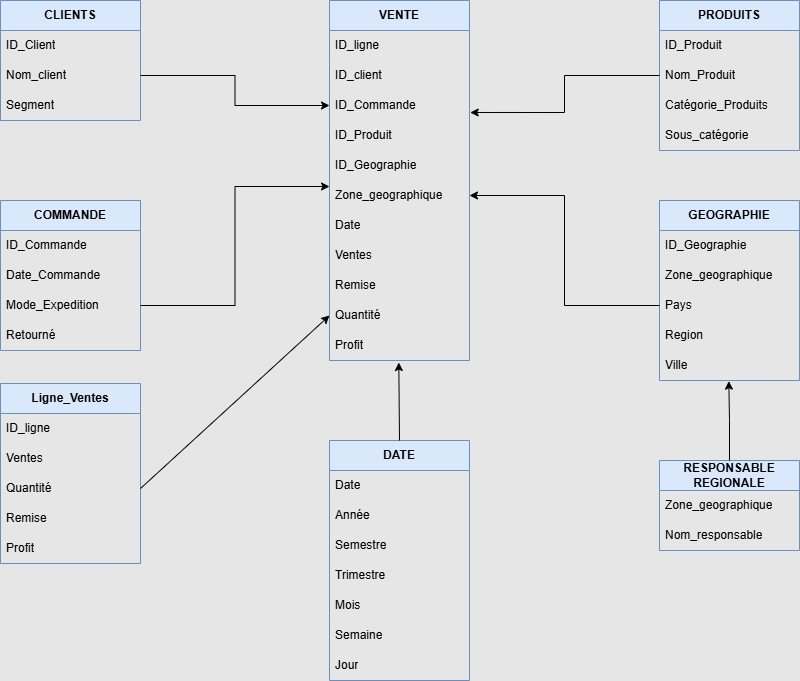 CLIENTS
ID_Client
Nom_client
Segment
VENTE
ID_ligne
ID_client
ID_Commande
ID_Produit
ID_Geographie
Zone_geographique
Date
Ventes
Remise
Quantité
Profit
PRODUITS
ID_Produit
Nom_Produit
Catégorie_Produits
Sous_catégorie
COMMANDE
ID_Commande
Date_Commande
Mode_Expedition
Retourné
GEOGRAPHIE
ID_Geographie
Zone_geographique
Pays
Region
Ville
Ligne_Ventes
ID_ligne
Ventes
Quantité
Remise
Profit
DATE
Date
Année
Semestre
Trimestre
Mois
Semaine
Jour
RESPONSABLE
REGIONALE
Zone_geographique
Nom_responsable